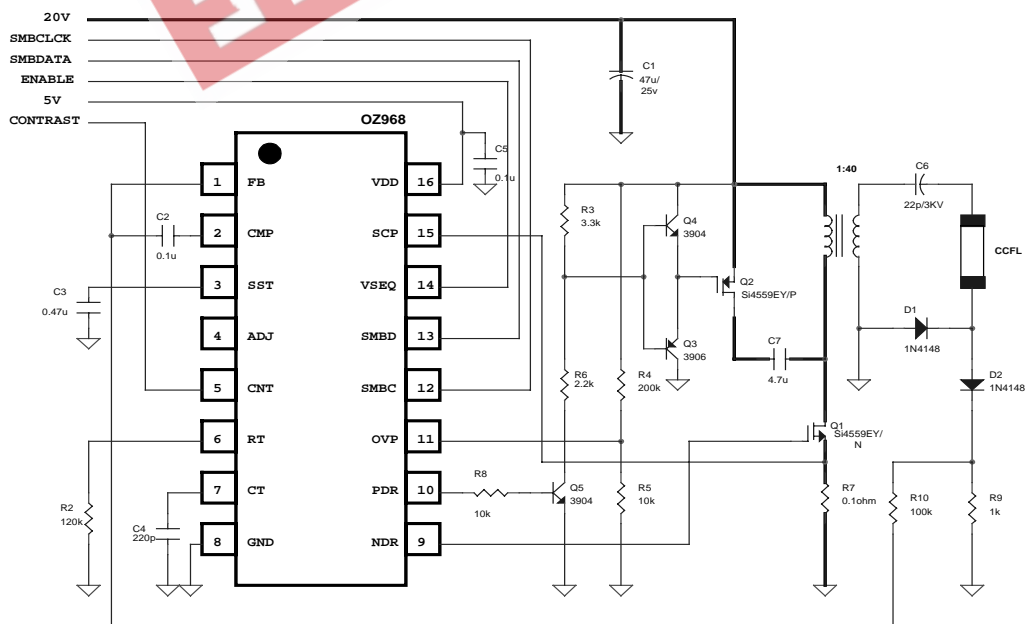 20V
SMBCLCK
SMBDATA
ENABLE
5V
CONTRAST
OZ968
C1
47u/
25v
C5
0.1u
1 FB VDD 16
2 CMP SCP 15
3 SST VSEQ 14
4 ADJ SMBD 13
5 CNT SMBC 12
6 RT OVP 11
7 CT PDR 10
8 GND NDR 9
C2
0.1u
C3
0.47u
R2
120k
C4
220p
R8
10k
R3
3.3k
Q4
3904
Q2
Si4559EY/P
Q3
3906
R6
2.2k
R4
200k
C7
4.7u
Q1
Si4559EY/
N
Q5
3904
R5
10k
R7
0.1ohm
1:40
C6
22p/3KV
CCFL
D1
1N4148
D2
1N4148
R10
100k
R9
1k